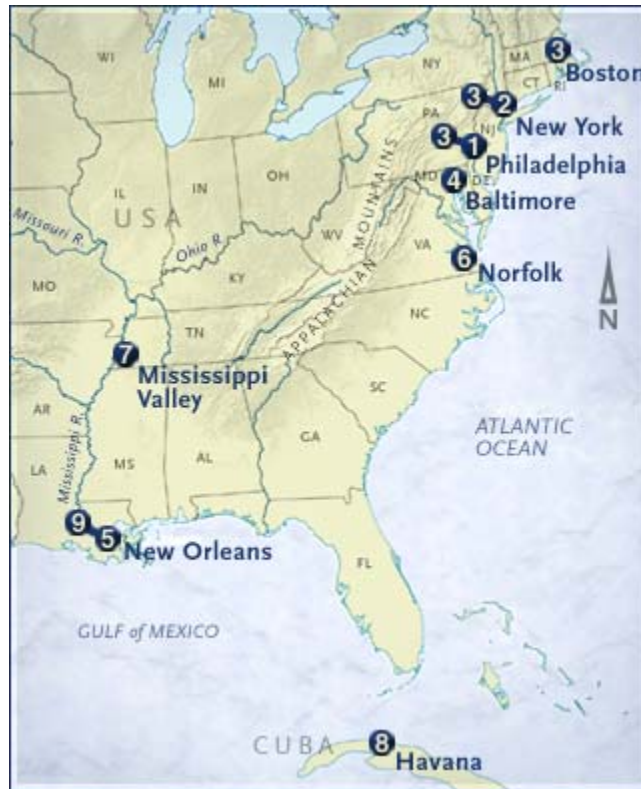 WI
MI
NY
MA
3
Boston
CT
RI
3
2
New York
PA
NJ
3
1
Philadelphia
4
MD
DE
Baltimore
IL
IN
OH
USA
Missouri R.
Ohio R.
WV
VA
APPALACHIAN MOUNTAINS
6
Norfolk
N
MO
KY
NC
TN
7
Mississippi
Valley
SC
AR
Mississippi R.
ATLANTIC
OCEAN
LA
MS
AL
GA
9
5
New Orleans
FL
GULF of MEXICO
CUBA
8
Havana